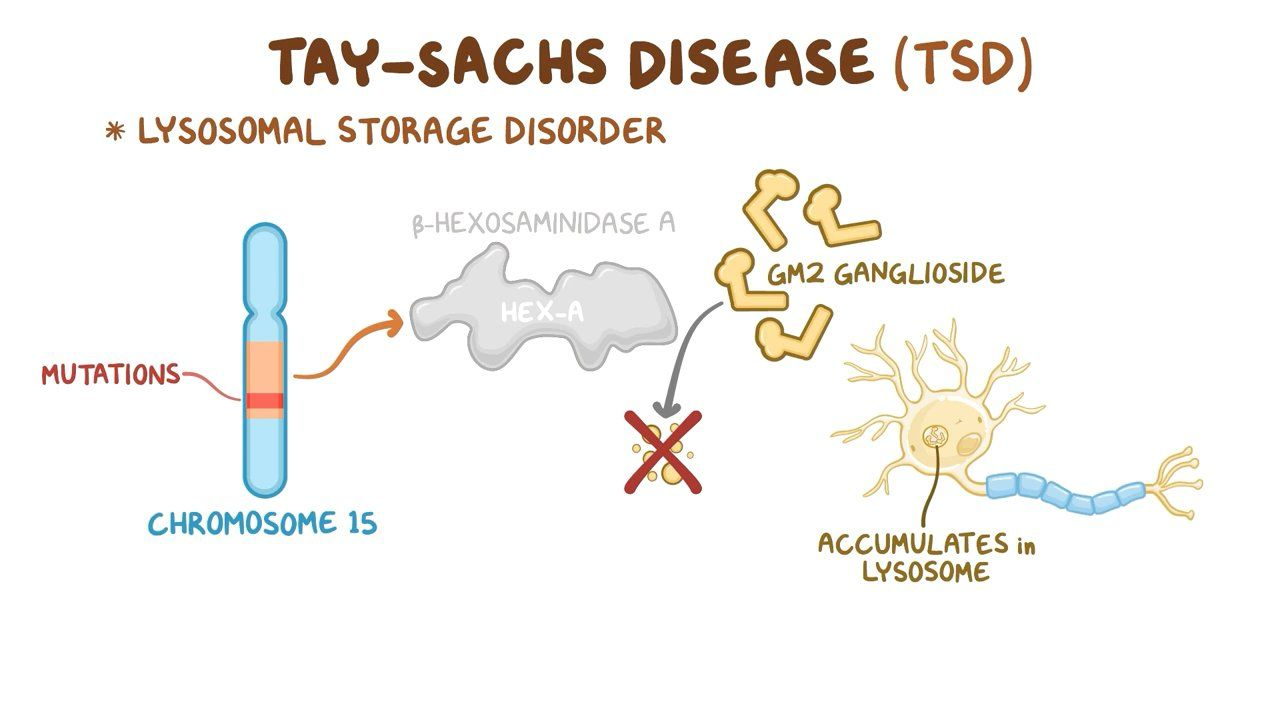 TAY-SACHS DISEASE (TSD)
* LYSOSOMAL STORAGE DISORDER
β-HEXOSAMINIDASE A
HEX-A
GM2 GANGLIOSIDE
MUTATIONS
CHROMOSOME 15
ACCUMULATES in
LYSOSOME